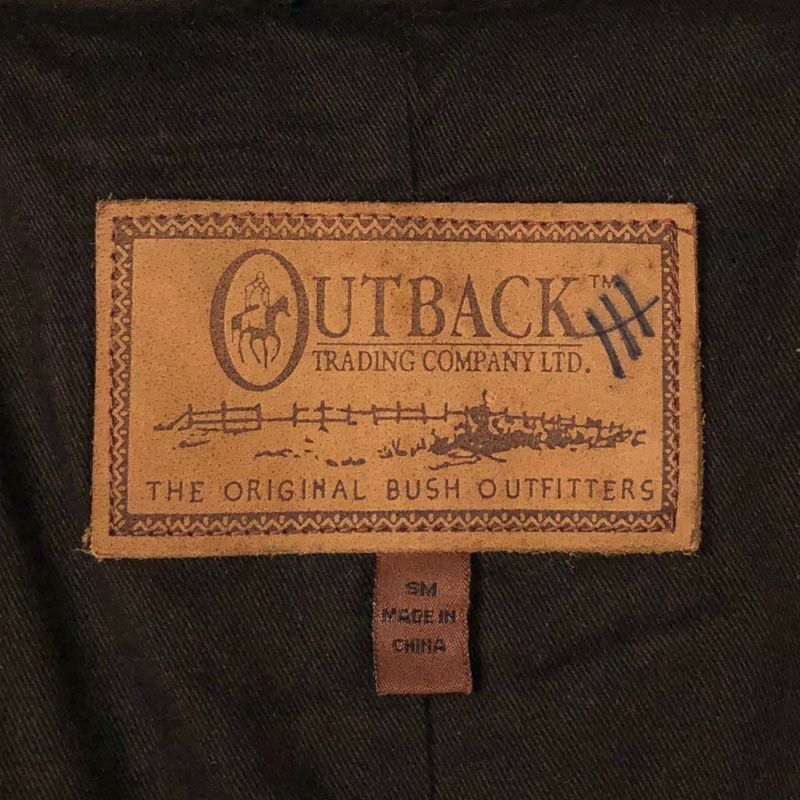 OUTBACK™
TRADING COMPANY LTD.
THE ORIGINAL BUSH OUTFITTERS
SM
MADE IN
CHINA